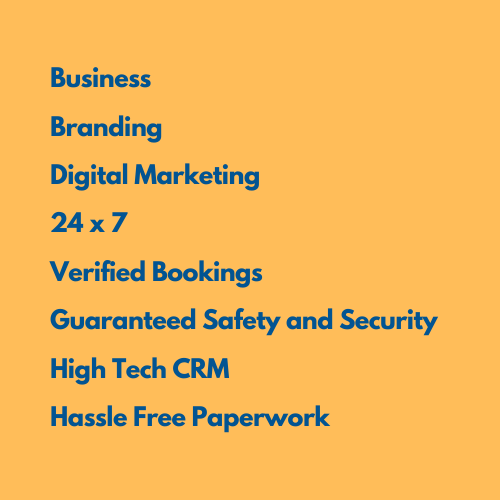 Business
Branding
Digital Marketing
24 x 7
Verified Bookings
Guaranteed Safety and Security
High Tech CRM
Hassle Free Paperwork